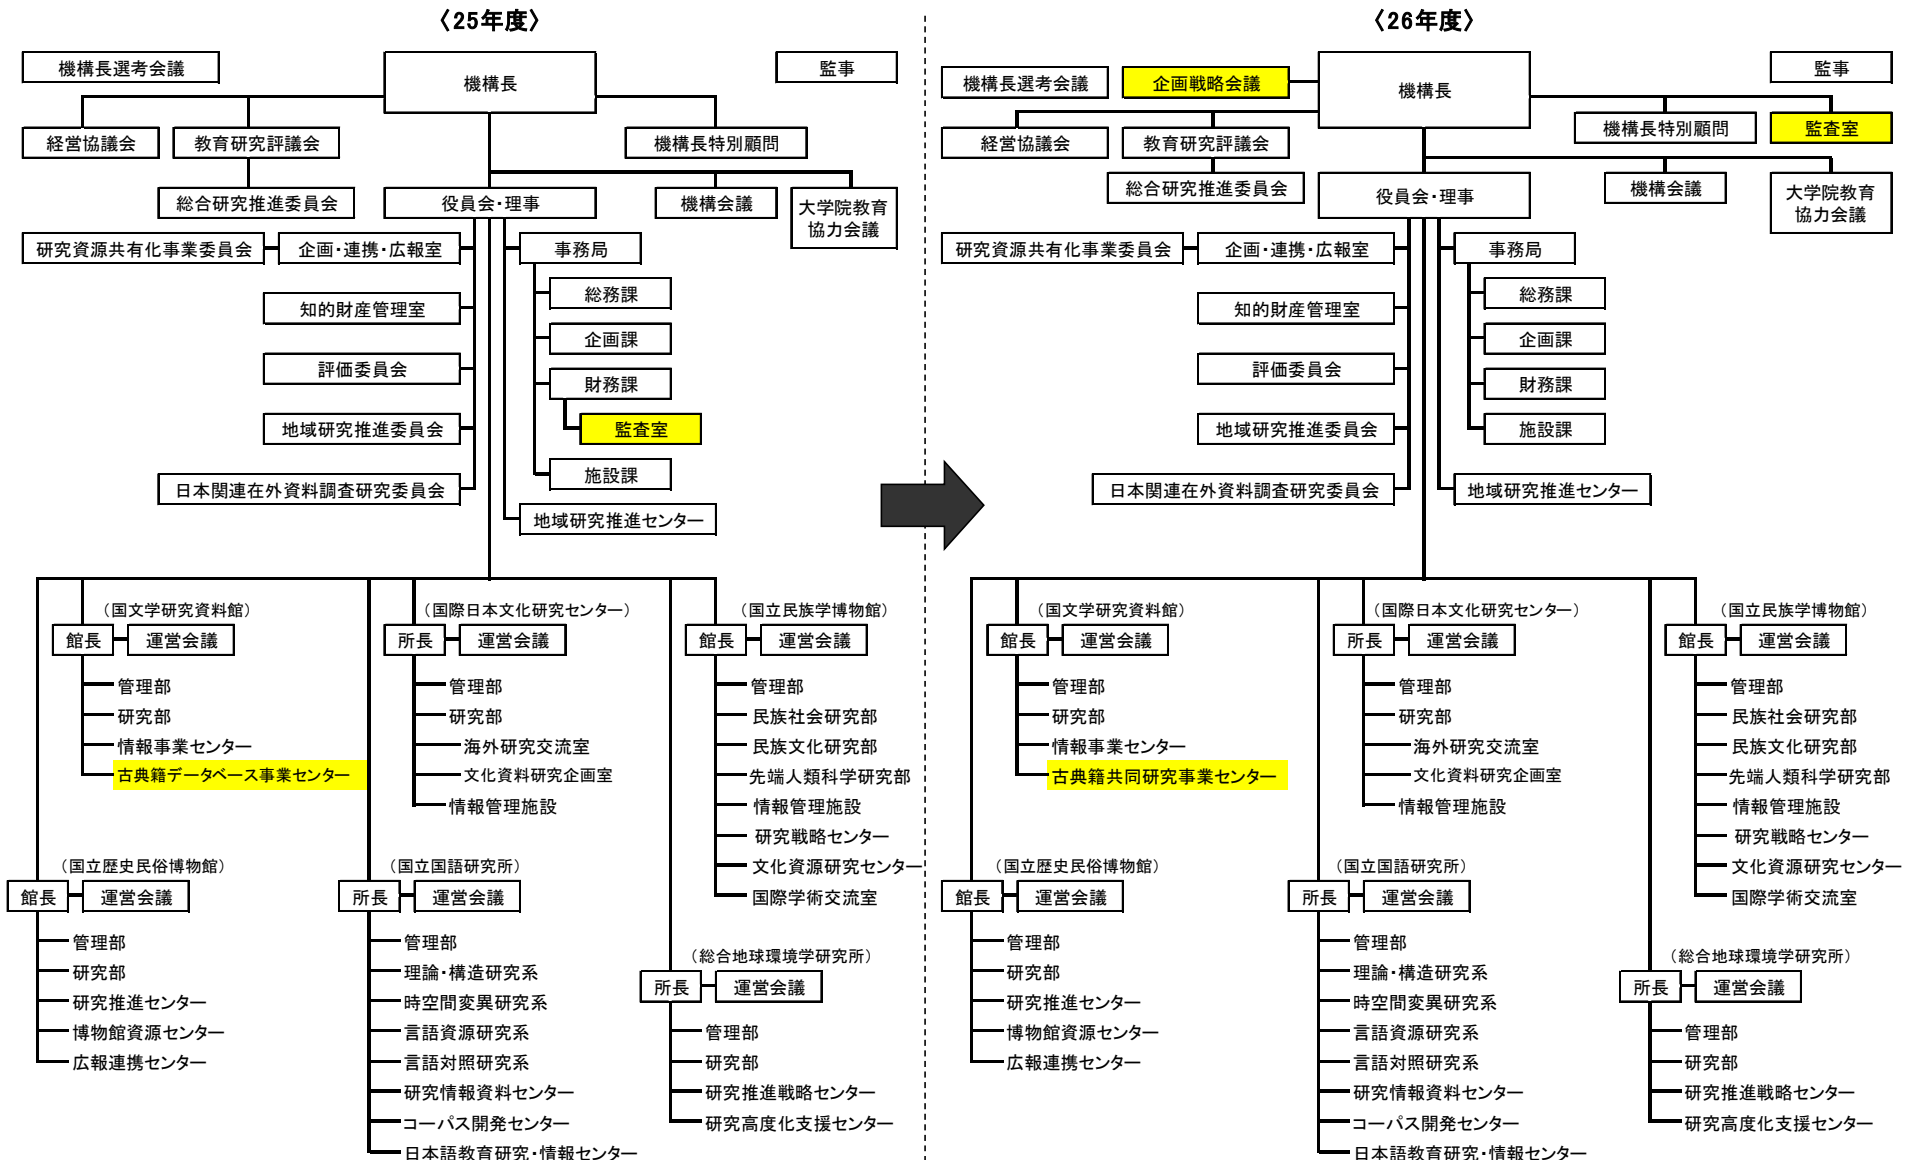 〈25年度〉
機構長選考会議
機構長
監事
経営協議会
教育研究評議会
機構長特別顧問
総合研究推進委員会
役員会・理事
機構会議
大学院教育
協力会議
研究資源共有化事業委員会
企画・連携・広報室
事務局
総務課
知的財産管理室
企画課
評価委員会
財務課
地域研究推進委員会
監査室
施設課
日本関連在外資料調査研究委員会
地域研究推進センター
（国文学研究資料館）
館長
運営会議
管理部
研究部
情報事業センター
古典籍データベース事業センター
（国際日本文化研究センター）
所長
運営会議
管理部
研究部
海外研究交流室
文化資料研究企画室
情報管理施設
（国立民族学博物館）
館長
運営会議
管理部
民族社会研究部
民族文化研究部
先端人類科学研究部
情報管理施設
研究戦略センター
文化資源研究センター
国際学術交流室
（国立歴史民俗博物館）
館長
運営会議
管理部
研究部
研究推進センター
博物館資源センター
広報連携センター
（国立国語研究所）
所長
運営会議
管理部
理論・構造研究系
時空間変異研究系
言語資源研究系
言語対照研究系
研究情報資料センター
コーパス開発センター
日本語教育研究・情報センター
（総合地球環境学研究所）
所長
運営会議
管理部
研究部
研究推進戦略センター
研究高度化支援センター
〈26年度〉
機構長選考会議
企画戦略会議
機構長
監事
経営協議会
教育研究評議会
機構長特別顧問
監査室
総合研究推進委員会
役員会・理事
機構会議
大学院教育
協力会議
研究資源共有化事業委員会
企画・連携・広報室
事務局
総務課
知的財産管理室
企画課
評価委員会
財務課
地域研究推進委員会
施設課
日本関連在外資料調査研究委員会
地域研究推進センター
（国文学研究資料館）
館長
運営会議
管理部
研究部
情報事業センター
古典籍共同研究事業センター
（国際日本文化研究センター）
所長
運営会議
管理部
研究部
海外研究交流室
文化資料研究企画室
情報管理施設
（国立民族学博物館）
館長
運営会議
管理部
民族社会研究部
民族文化研究部
先端人類科学研究部
情報管理施設
研究戦略センター
文化資源研究センター
国際学術交流室
（国立歴史民俗博物館）
館長
運営会議
管理部
研究部
研究推進センター
博物館資源センター
広報連携センター
（国立国語研究所）
所長
運営会議
管理部
理論・構造研究系
時空間変異研究系
言語資源研究系
言語対照研究系
研究情報資料センター
コーパス開発センター
日本語教育研究・情報センター
（総合地球環境学研究所）
所長
運営会議
管理部
研究部
研究推進戦略センター
研究高度化支援センター